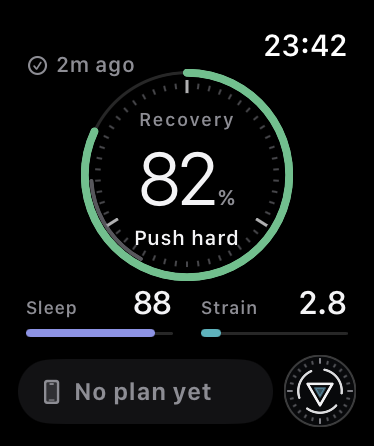 23:42
2m ago
Recovery
82%
Push hard
Sleep 88
Strain 2.8
No plan yet